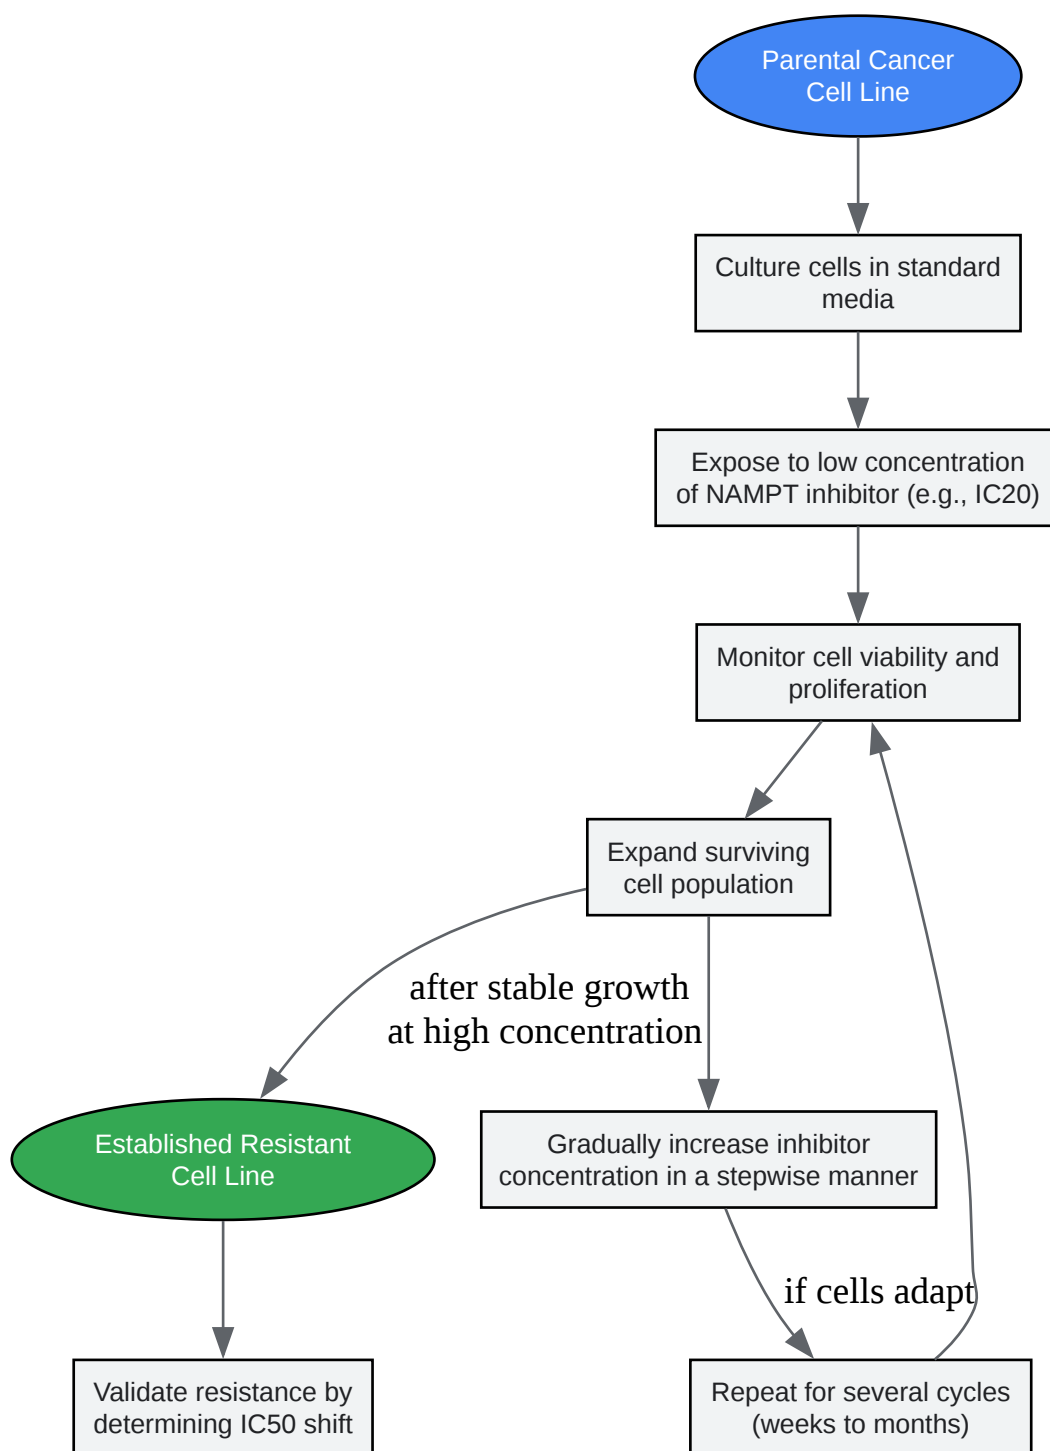 Parental Cancer
Cell Line
Culture cells in standard
media
Expose to low concentration
of NAMPT inhibitor (e.g., IC20)
Monitor cell viability and
proliferation
Expand surviving
cell population
after stable growth
at high concentration
Established Resistant
Cell Line
Gradually increase inhibitor
concentration in a stepwise manner
if cells adapt
Validate resistance by
determining IC50 shift
Repeat for several cycles
(weeks to months)